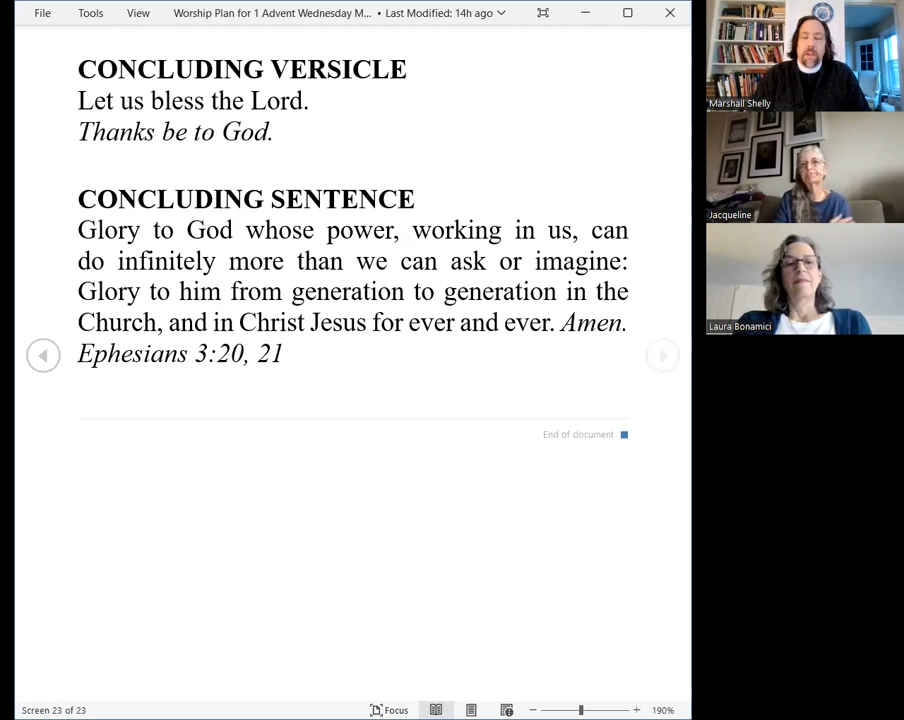 File Tools View Worship Plan for 1 Advent Wednesday M... • Last Modified: 14h ago
CONCLUDING VERSICLE
Let us bless the Lord.
Thanks be to God.
CONCLUDING SENTENCE
Glory to God whose power, working in us, can
do infinitely more than we can ask or imagine:
Glory to him from generation to generation in the
Church, and in Christ Jesus for ever and ever. Amen.
Ephesians 3:20, 21
End of document
Screen 23 of 23 Focus 190%
Marshall Shelly
Jacqueline
Laura Bonamici